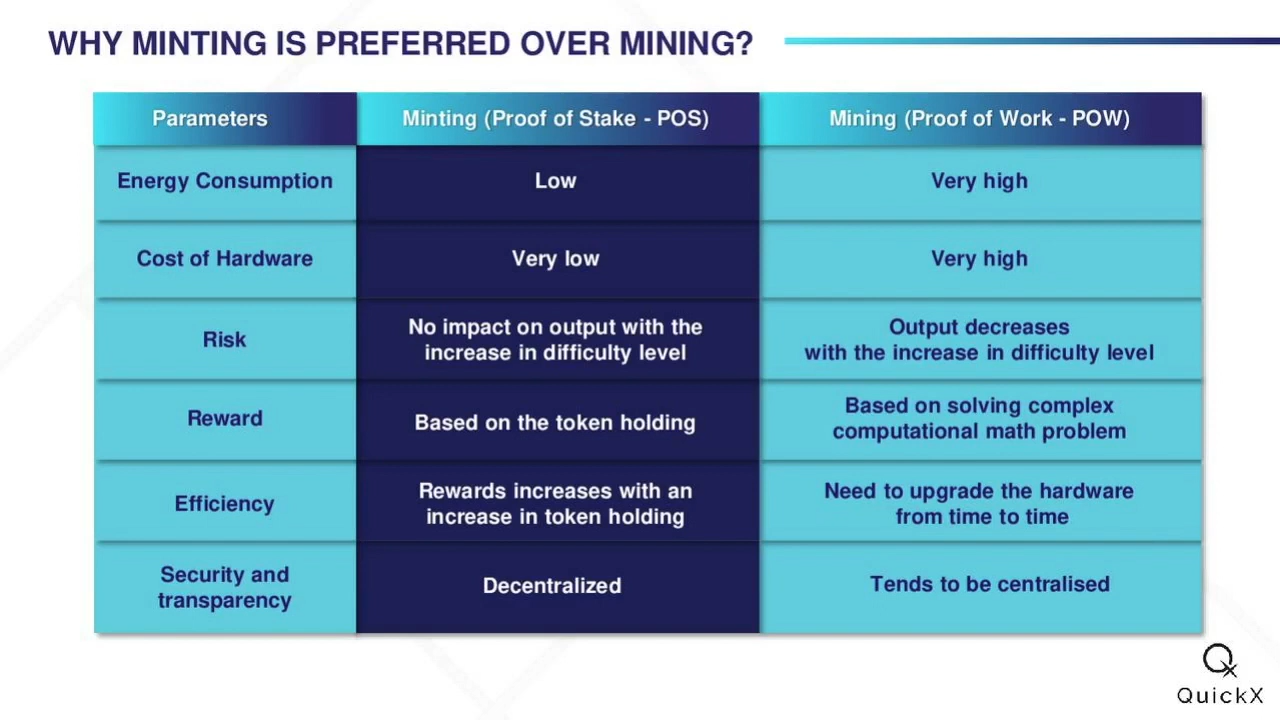 WHY MINTING IS PREFERRED OVER MINING?
Parameters
Minting (Proof of Stake - POS)
Mining (Proof of Work - POW)
Energy Consumption
Low
Very high
Cost of Hardware
Very low
Very high
Risk
No impact on output with the
increase in difficulty level
Output decreases
with the increase in difficulty level
Reward
Based on the token holding
Based on solving complex
computational math problem
Efficiency
Rewards increases with an
increase in token holding
Need to upgrade the hardware
from time to time
Security and
transparency
Decentralized
Tends to be centralised
QuickX